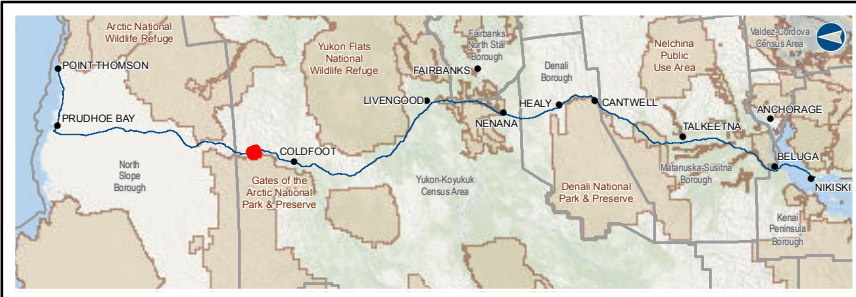 Arctic National
Wildlife Refuge
POINT THOMSON
PRUDHOE BAY
North
Slope
Borough
COLDFOOT
Gates of the
Arctic National
Park & Preserve
Yukon Flats
National
Wildlife Refuge
LIVENGOOD
FAIRBANKS
Fairbanks
North Star
Borough
NENANA
Yukon-Koyukuk
Census Area
HEALY
Denali
Borough
CANTWELL
Denali National
Park & Preserve
Nelchina
Public
Use Area
TALKEETNA
Matanuska-Susitna
Borough
Valdez-Cordova
Census Area
ANCHORAGE
BELUGA
NIKISKI
Kenai
Peninsula
Borough